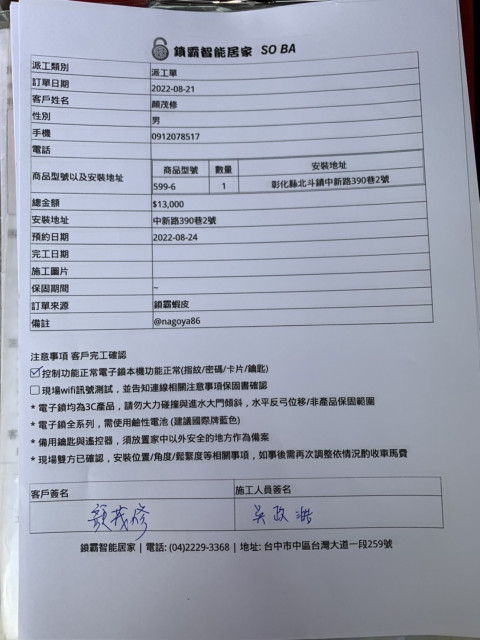 鎖霸智能居家 SO BA
派工類別 派工單
訂單日期 2022-08-21
客戶姓名 顏茂修
性別 男
手機 0912078517
電話
商品型號以及安裝地址 商品型號 數量 安裝地址
599-6 1 彰化縣北斗鎮中新路390巷2號
總金額 $13,000
安裝地址 中新路390巷2號
預約日期 2022-08-24
完工日期
施工圖片
保固期間 ~
訂單來源 鎖霸蝦皮
備註 @nagoya86
注意事項 客戶完工確認
控制功能正常電子鎖本機功能正常(指紋/密碼/卡片/鑰匙)
現場wifi訊號測試，並告知連線相關注意事項保固書確認
* 電子鎖均為3C產品，請勿大力碰撞與進水大門傾斜，水平反弓位移/非產品保固範圍
* 電子鎖全系列，需使用鹼性電池 (建議國際牌藍色)
* 備用鑰匙與遙控器，須放置家中以外安全的地方作為備案
* 現場雙方已確認，安裝位置/角度/鬆緊度等相關事項，如事後需再次調整依情況酌收車馬費
客戶簽名 施工人員簽名
顏茂修 吳政澔
鎖霸智能居家 | 電話: (04)2229-3368 | 地址: 台中市中區台灣大道一段259號